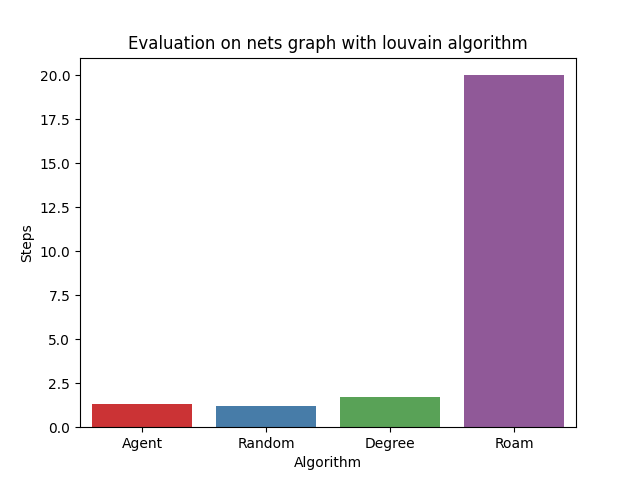 Evaluation on nets graph with louvain algorithm
20.0
17.5
15.0
12.5
10.0
7.5
5.0
2.5
0.0
Steps
Agent Random Degree Roam
Algorithm